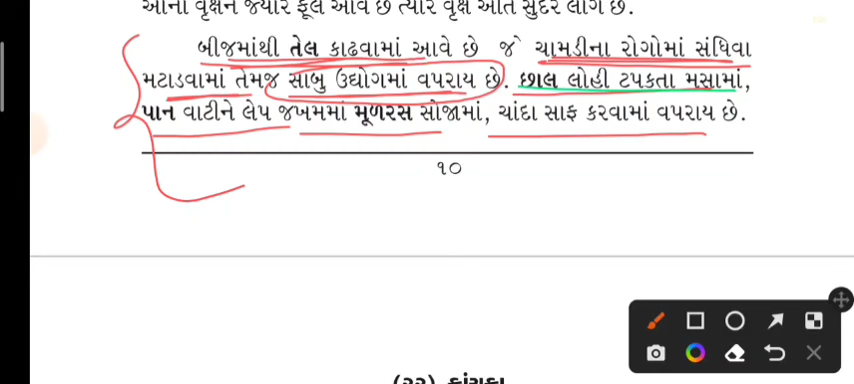 આના વૃક્ષને જ્યારે ફૂલ આવે છે ત્યારે વૃક્ષ અતિ સુંદર લાગે છે.
બીજમાંથી તેલ કાઢવામાં આવે છે જે ચામડીના રોગોમાં સંધિવા
મટાડવામાં તેમજ સાબુ ઉદ્યોગમાં વપરાય છે. છાલ લોહી ટપકતા મસામાં,
પાન વાટીને લેપ જખમમાં મૂળરસ સોજામાં, ચાંદા સાફ કરવામાં વપરાય છે.
૧૦